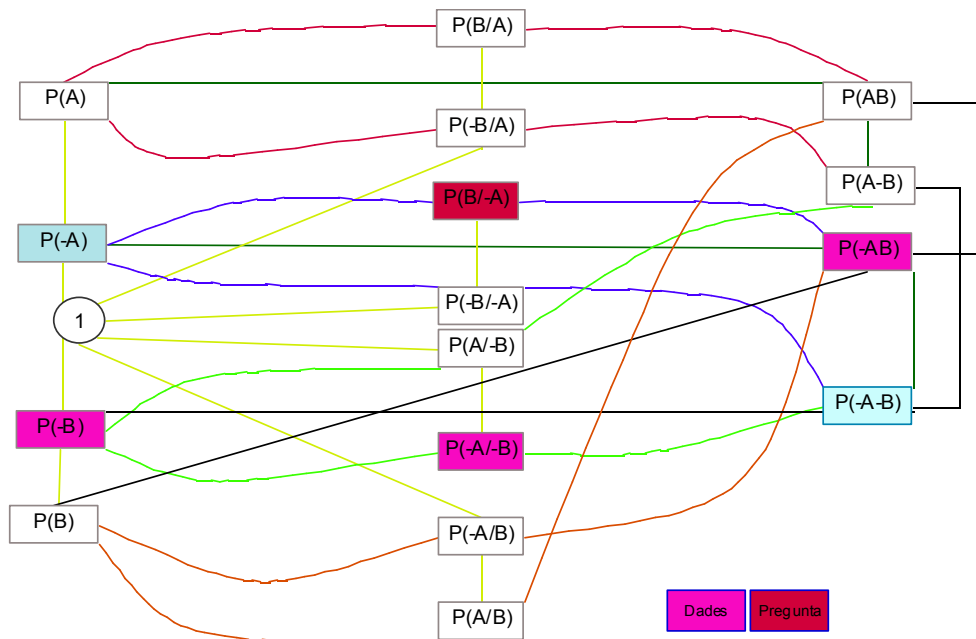 P(B/A)
P(A)
P(AB)
P(-B/A)
P(A-B)
P(B/-A)
P(-A)
P(-AB)
P(-B/-A)
1
P(A/-B)
P(-A-B)
P(-B)
P(-A/-B)
P(B)
P(-A/B)
P(A/B)
Dades
Pregunta